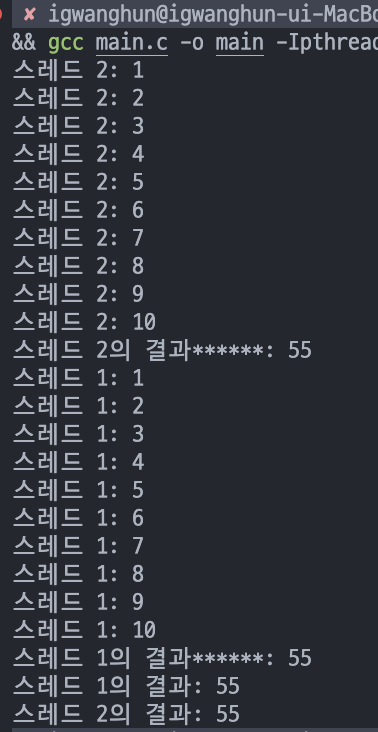 ✘ igwanghun@igwanghun-ui-MacBo
&& gcc main.c -o main -Ipthread
스레드 2: 1
스레드 2: 2
스레드 2: 3
스레드 2: 4
스레드 2: 5
스레드 2: 6
스레드 2: 7
스레드 2: 8
스레드 2: 9
스레드 2: 10
스레드 2의 결과******: 55
스레드 1: 1
스레드 1: 2
스레드 1: 3
스레드 1: 4
스레드 1: 5
스레드 1: 6
스레드 1: 7
스레드 1: 8
스레드 1: 9
스레드 1: 10
스레드 1의 결과******: 55
스레드 1의 결과: 55
스레드 2의 결과: 55